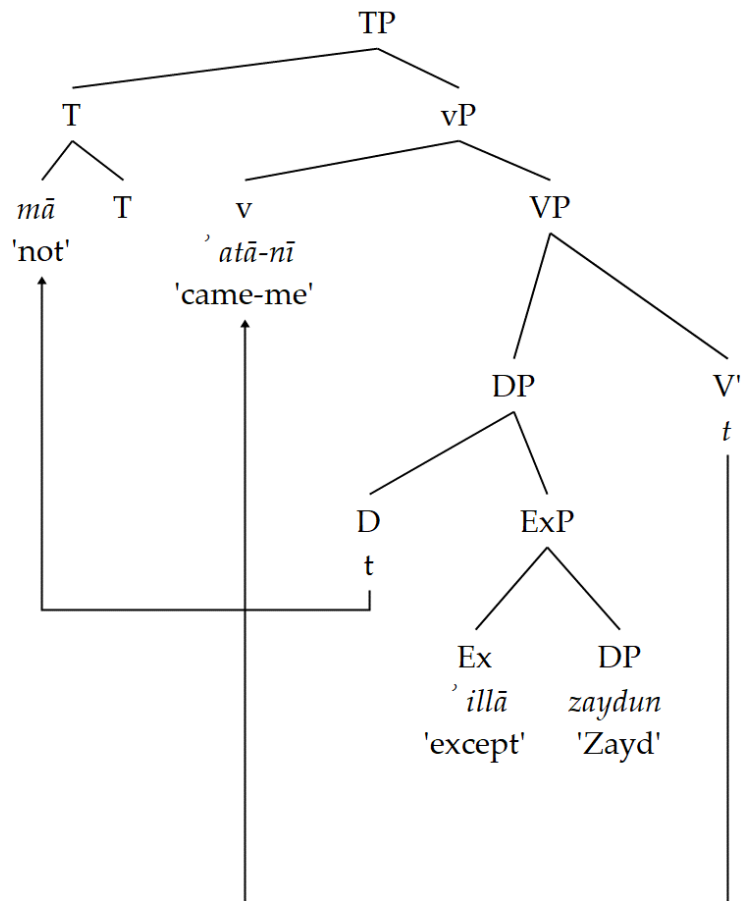 TP
T vP
mā T v VP
'not' ʾatā-nī
'came-me'
DP V'
t
D ExP
t
Ex DP
ʾillā zaydun
'except' 'Zayd'